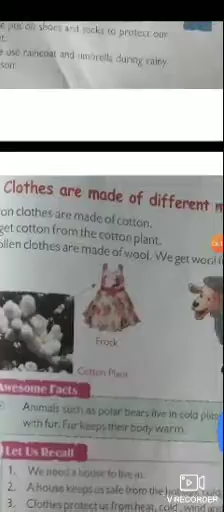 e put on shoes and socks to protect our
t.
e use raincoat and umbrella during rainy
son
Clothes are made of different m
on clothes are made of cotton.
get cotton from the cotton plant.
ollen clothes are made of wool. We get wool f
Frock
Cotton Plant
Awesome Facts
Animals such as polar bears live in cold plac
with fur. Fur keeps their body warm.
Let Us Recall
1. We need a house to live in.
2. A house keeps us safe from the
3. Clothes protect us from heat, cold, wind a
V RECORDER